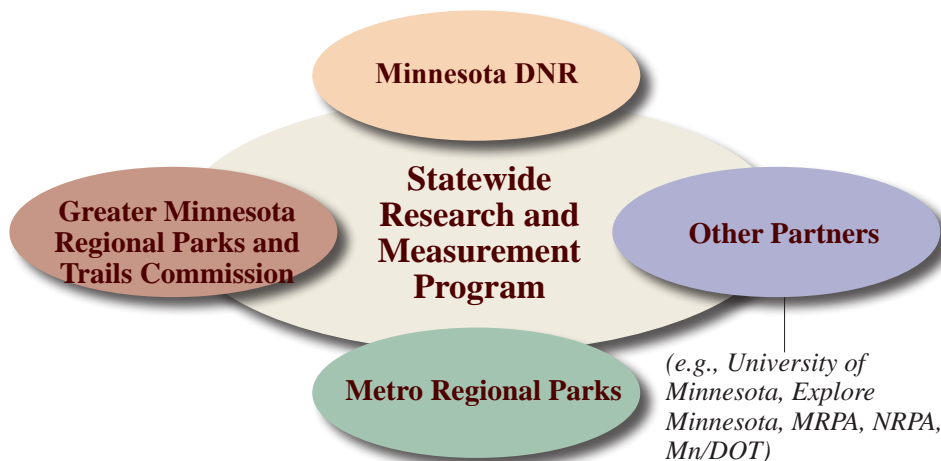 Minnesota DNR
Statewide
Research and
Measurement
Program
Greater Minnesota
Regional Parks and
Trails Commission
Other Partners
Metro Regional Parks
(e.g., University of
Minnesota, Explore
Minnesota, MRPA, NRPA,
Mn/DOT)